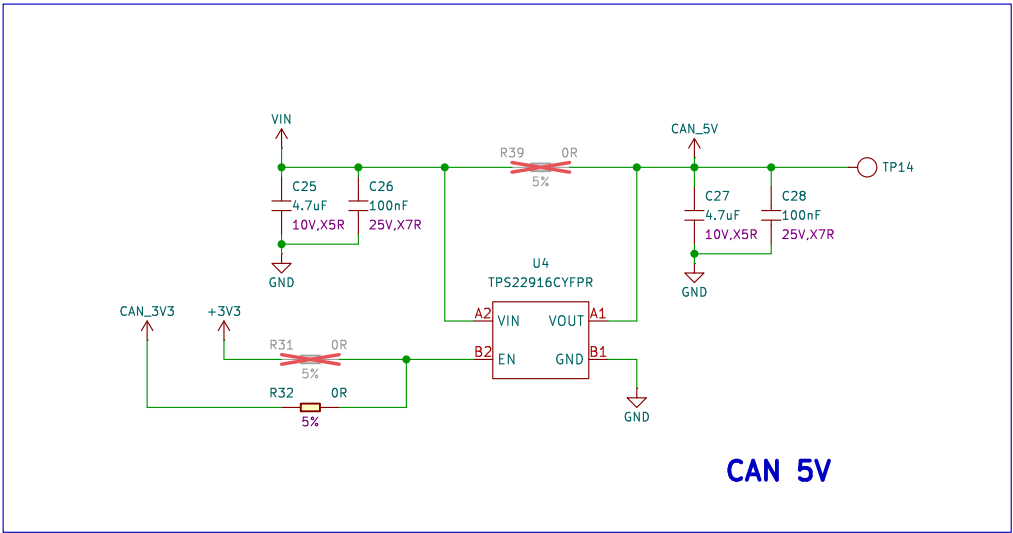 VIN
CAN_5V
R39 0R
5%
TP14
C25
4.7uF
10V,X5R
C26
100nF
25V,X7R
C27
4.7uF
10V,X5R
C28
100nF
25V,X7R
GND
GND
U4
TPS22916CYFPR
A2 VIN VOUT A1
B2 EN GND B1
CAN_3V3
+3V3
R31 0R
5%
R32 0R
5%
GND
CAN 5V